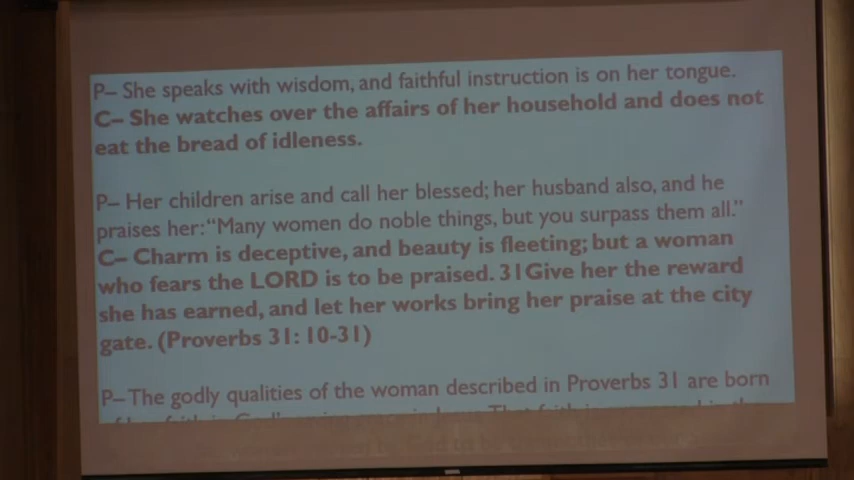 P– She speaks with wisdom, and faithful instruction is on her tongue.
C– She watches over the affairs of her household and does not
eat the bread of idleness.
P– Her children arise and call her blessed; her husband also, and he
praises her: “Many women do noble things, but you surpass them all.”
C– Charm is deceptive, and beauty is fleeting; but a woman
who fears the LORD is to be praised. 31Give her the reward
she has earned, and let her works bring her praise at the city
gate. (Proverbs 31: 10-31)
P– The godly qualities of the woman described in Proverbs 31 are born